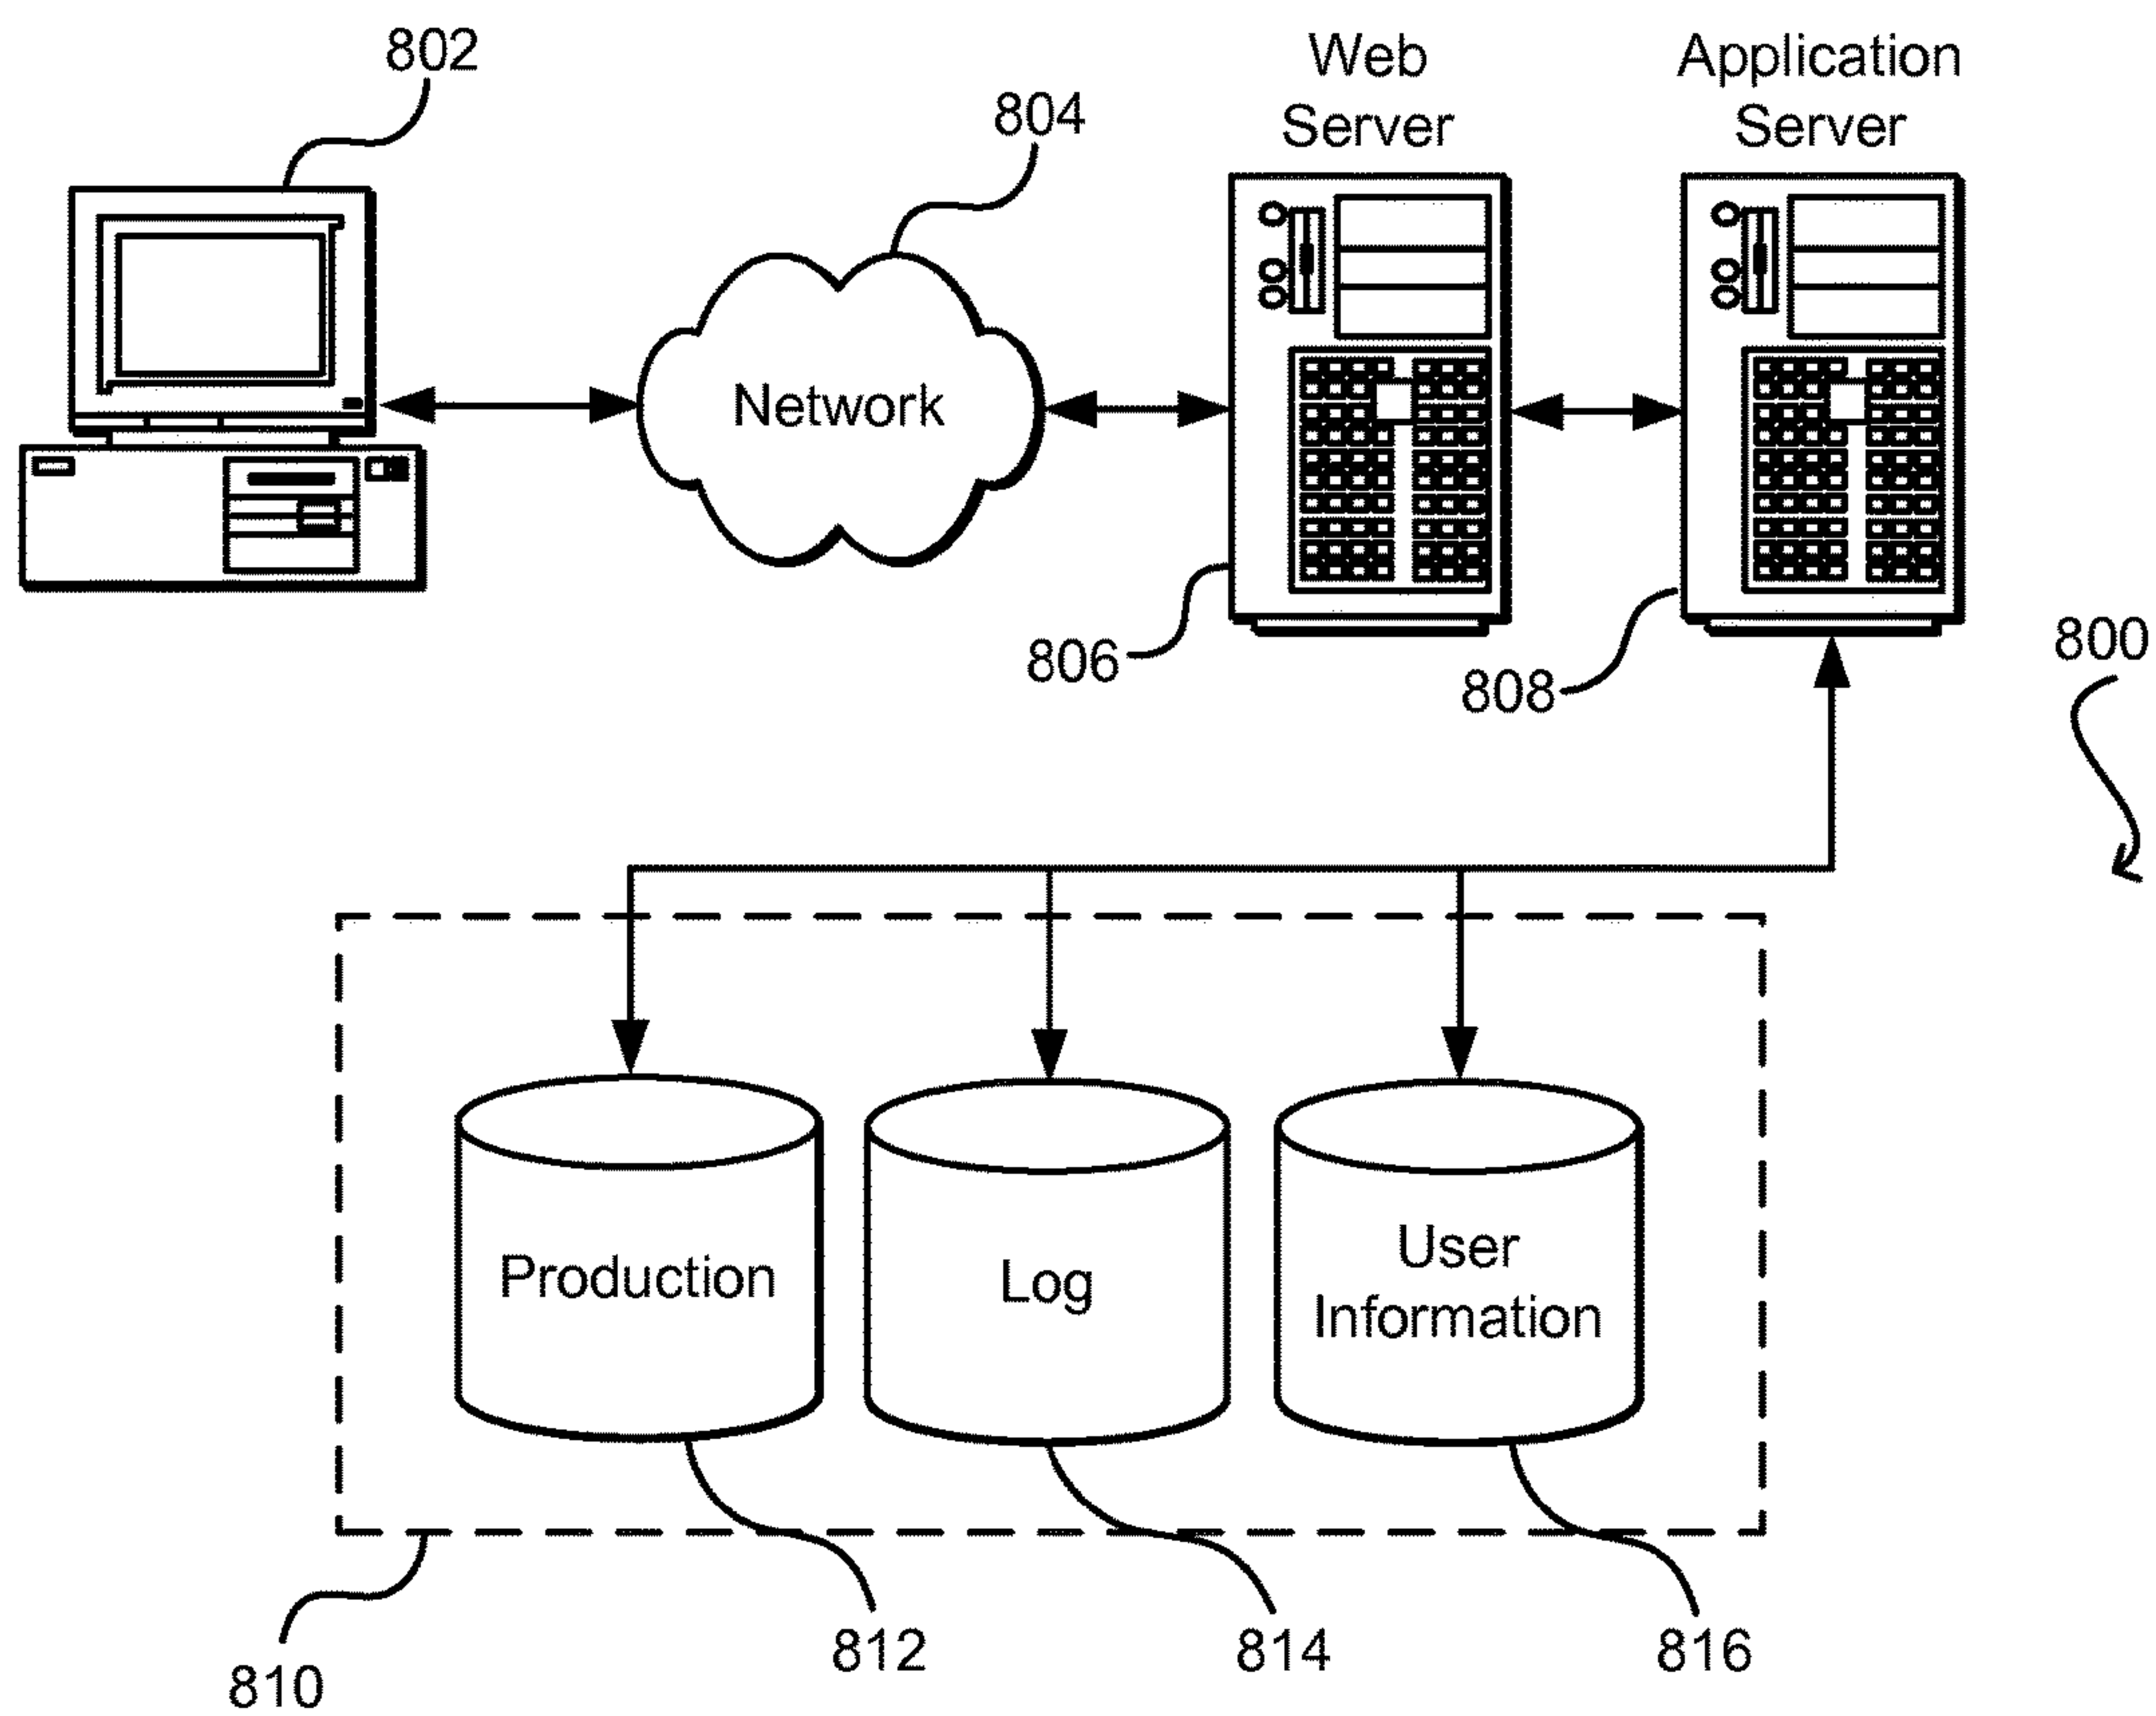 802
804
Web
Server
Application
Server
Network
806
808
800
Production
Log
User
Information
810
812
814
816